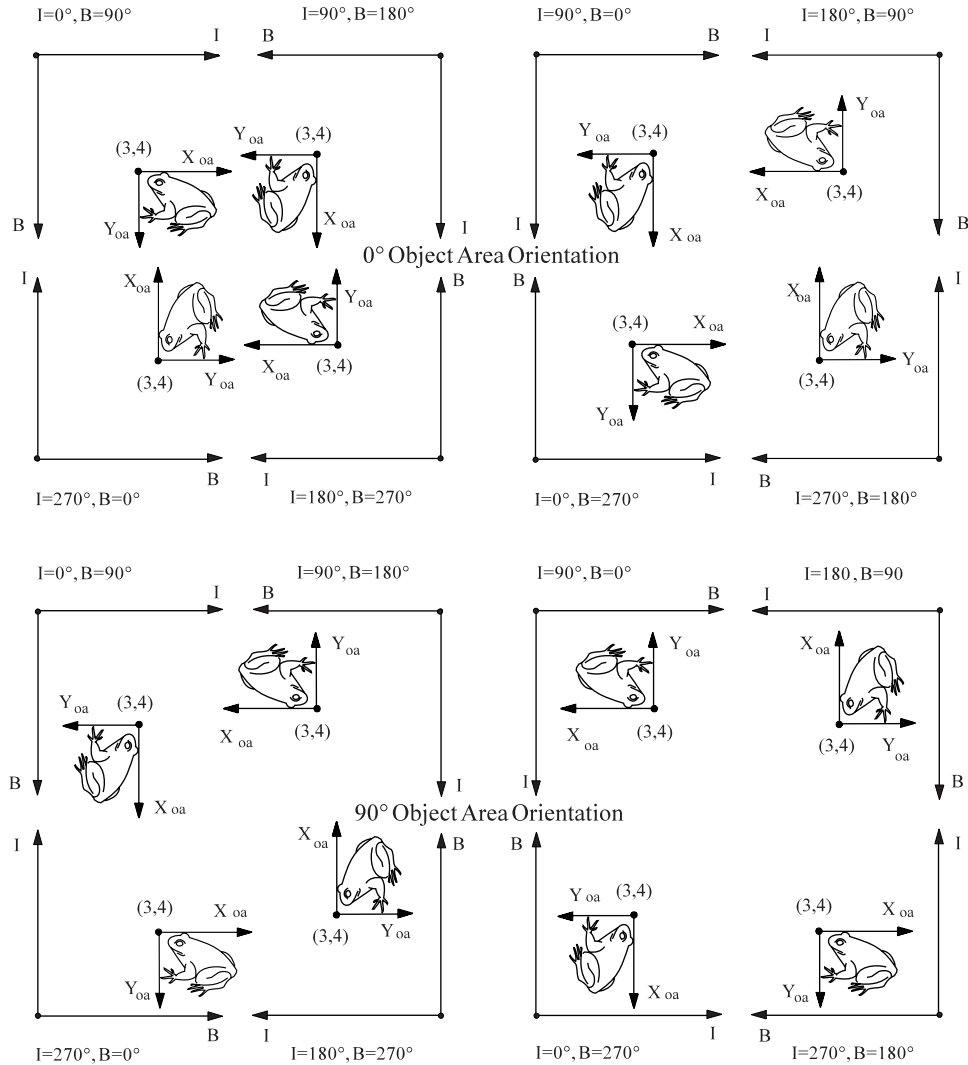 I=0°, B=90°
I=90°, B=180°
I=90°, B=0°
I=180°, B=90°
I
B
B
I
(3,4)
X oa
Y oa
B
Y oa
(3,4)
X oa
I
Y oa
(3,4)
X oa
I
Y oa
X oa
(3,4)
B
0° Object Area Orientation
I
X oa
(3,4)
Y oa
B
Y oa
X oa
(3,4)
I
B
B
(3,4)
X oa
Y oa
I
I
X oa
(3,4)
Y oa
B
I=270°, B=0°
I=180°, B=270°
I=0°, B=270°
I=270°, B=180°
I=0°, B=90°
I=90°, B=180°
I=90°, B=0°
I=180, B=90
I
B
B
I
Y oa
(3,4)
X oa
B
Y oa
X oa
(3,4)
I
Y oa
X oa
(3,4)
I
X oa
(3,4)
Y oa
B
90° Object Area Orientation
I
(3,4)
X oa
Y oa
B
X oa
(3,4)
Y oa
B
I
B
(3,4)
Y oa
X oa
I
I
(3,4)
X oa
Y oa
B
I=270°, B=0°
I=180°, B=270°
I=0°, B=270°
I=270°, B=180°